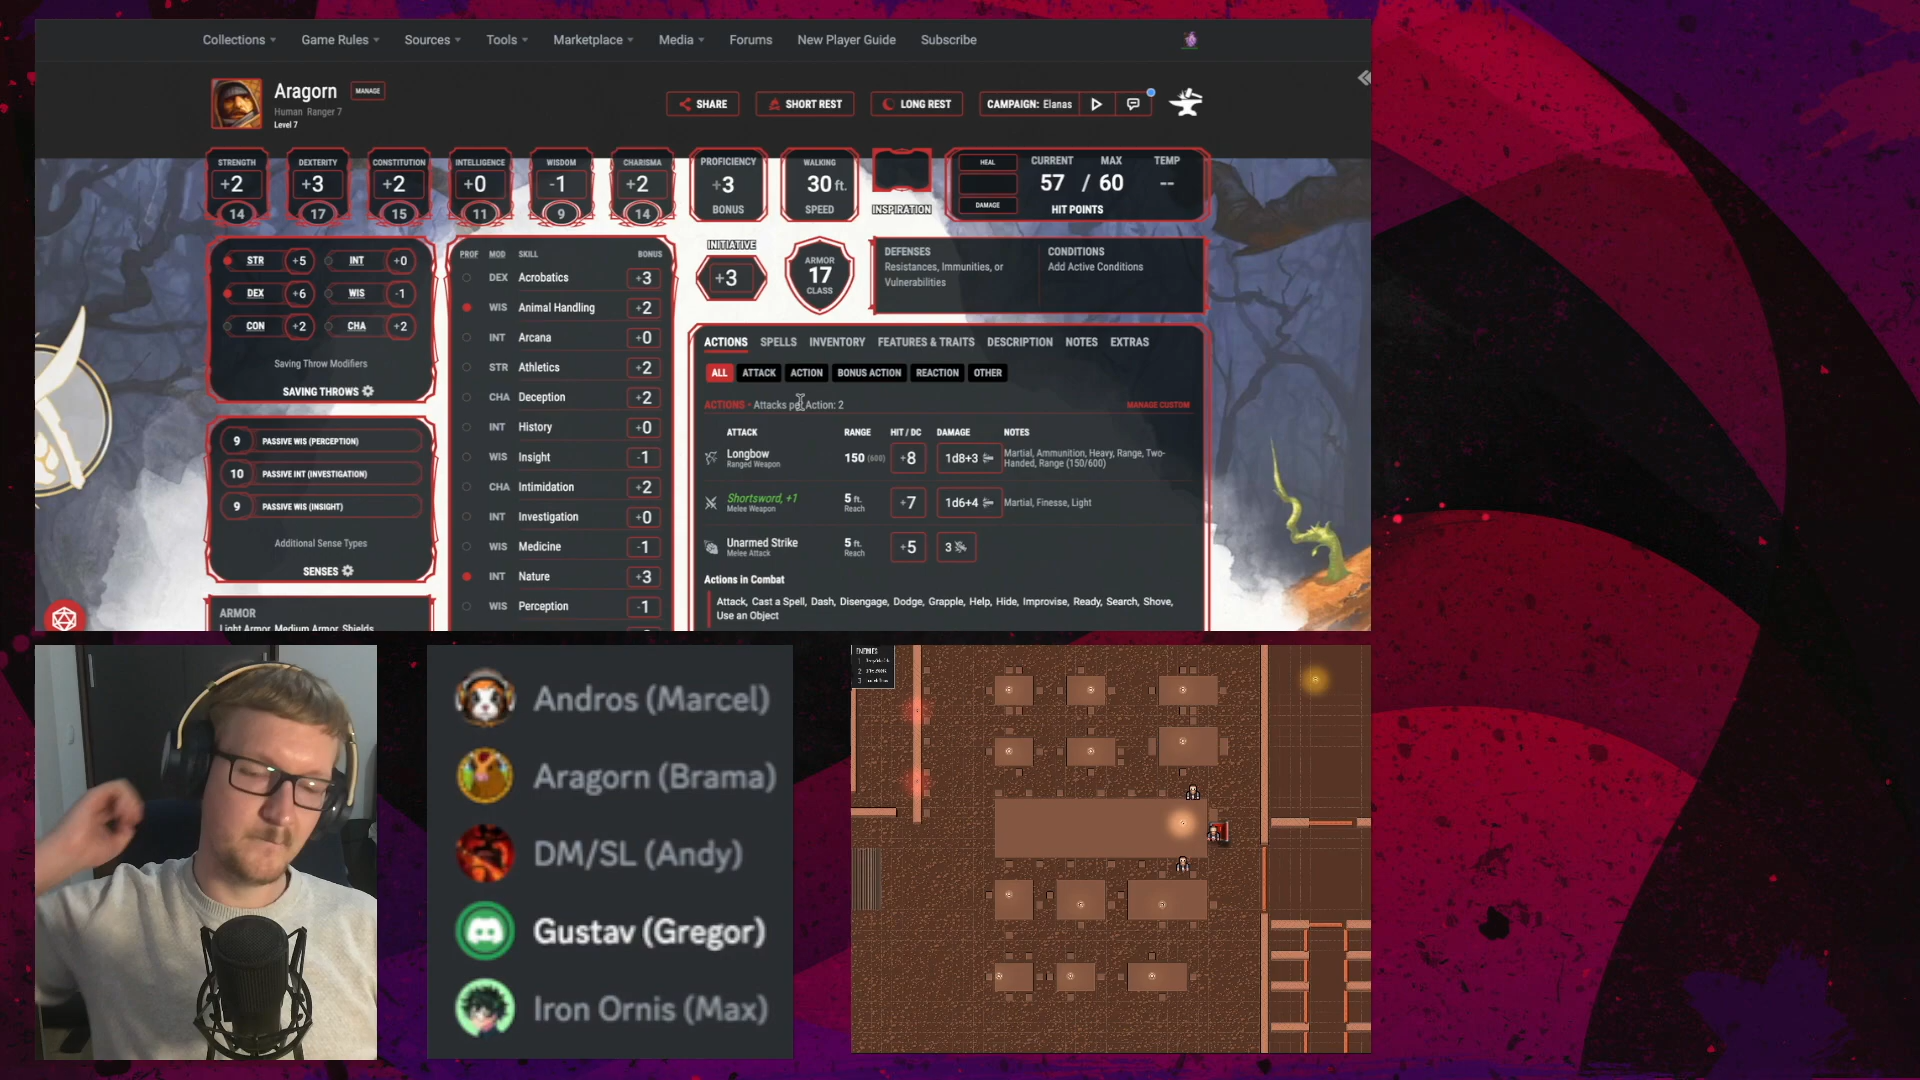 Collections Game Rules Sources Tools Marketplace Media Forums New Player Guide Subscribe
Aragorn MANAGE
Human Ranger 7
Level 7
SHARE SHORT REST LONG REST CAMPAIGN: Elanas
STRENGTH +2 14
DEXTERITY +3 17
CONSTITUTION +2 15
INTELLIGENCE +0 11
WISDOM -1 9
CHARISMA +2 14
PROFICIENCY +3 BONUS
WALKING 30 ft. SPEED
INSPIRATION
HEAL
DAMAGE
CURRENT MAX TEMP
57 / 60 --
HIT POINTS
STR +5 INT +0
DEX +6 WIS -1
CON +2 CHA +2
Saving Throw Modifiers
SAVING THROWS
9 PASSIVE WIS (PERCEPTION)
10 PASSIVE INT (INVESTIGATION)
9 PASSIVE WIS (INSIGHT)
Additional Sense Types
SENSES
ARMOR
Light Armor, Medium Armor, Shields
PROF MOD SKILL BONUS
DEX Acrobatics +3
WIS Animal Handling +2
INT Arcana +0
STR Athletics +2
CHA Deception +2
INT History +0
WIS Insight -1
CHA Intimidation +2
INT Investigation +0
WIS Medicine -1
INT Nature +3
WIS Perception -1
INITIATIVE
+3
ARMOR
17
CLASS
DEFENSES
Resistances, Immunities, or
Vulnerabilities
CONDITIONS
Add Active Conditions
ACTIONS SPELLS INVENTORY FEATURES & TRAITS DESCRIPTION NOTES EXTRAS
ALL ATTACK ACTION BONUS ACTION REACTION OTHER
ACTIONS • Attacks per Action: 2 MANAGE CUSTOM
ATTACK RANGE HIT / DC DAMAGE NOTES
Longbow 150 (600) +8 1d8+3 Martial, Ammunition, Heavy, Range, Two-
Ranged Weapon Handed, Range (150/600)
Shortsword, +1 5 ft. +7 1d6+4 Martial, Finesse, Light
Melee Weapon Reach
Unarmed Strike 5 ft. +5 3
Melee Attack Reach
Actions in Combat
Attack, Cast a Spell, Dash, Disengage, Dodge, Grapple, Help, Hide, Improvise, Ready, Search, Shove,
Use an Object
Andros (Marcel)
Aragorn (Brama)
DM/SL (Andy)
Gustav (Gregor)
Iron Ornis (Max)
ENEMIES
1
2
3